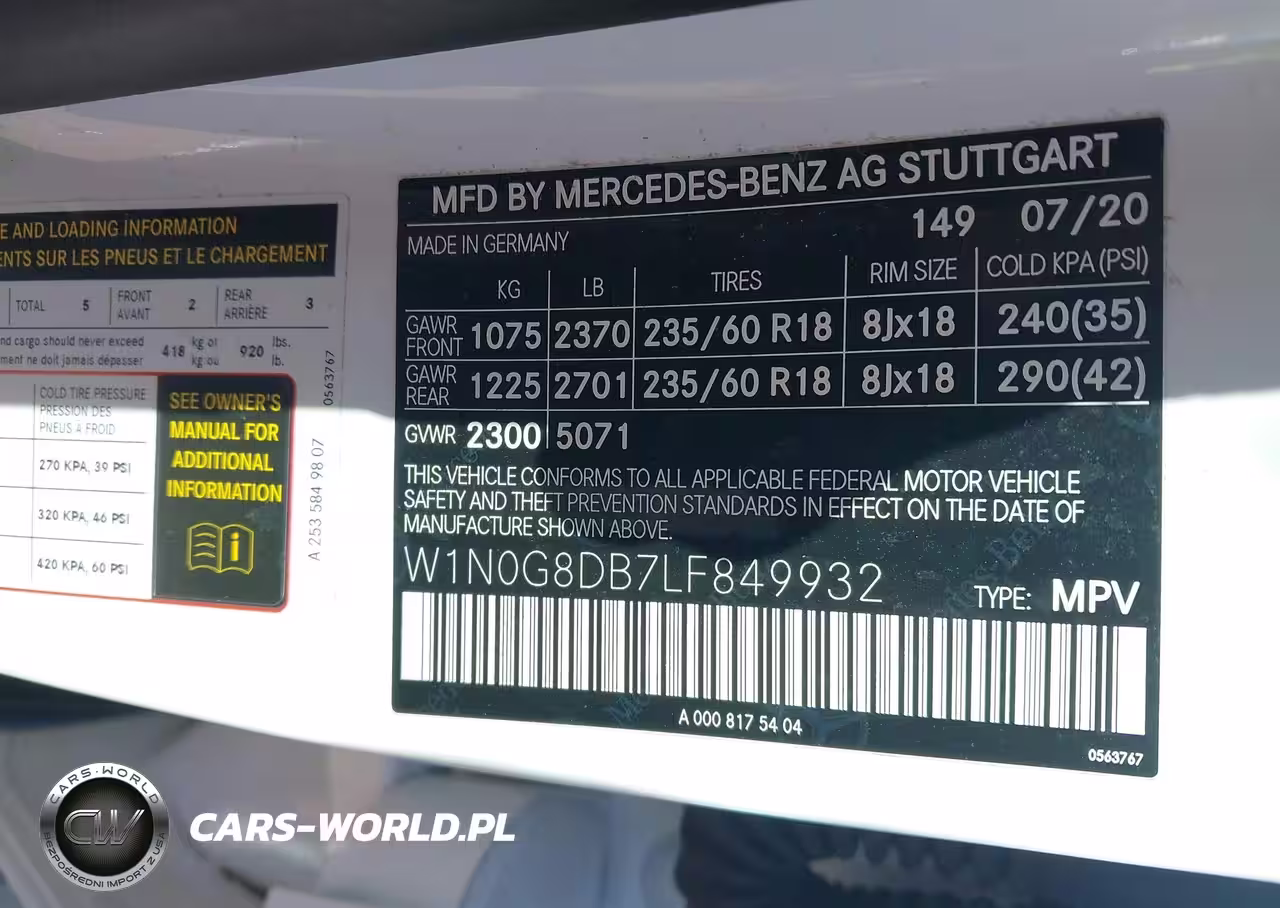 E AND LOADING INFORMATION
ENTS SUR LES PNEUS ET LE CHARGEMENT
TOTAL 5 FRONT AVANT 2 REAR ARRIÈRE 3
nd cargo should never exceed 418 kg or 920 lbs.
ment ne doit jamais dépasser kg ou lb.
COLD TIRE PRESSURE
PRESSION DES
PNEUS À FROID
270 KPA, 39 PSI
320 KPA, 46 PSI
420 KPA, 60 PSI
SEE OWNER'S
MANUAL FOR
ADDITIONAL
INFORMATION
0563767
A 253 584 98 07
MFD BY MERCEDES-BENZ AG STUTTGART
149 07/20
MADE IN GERMANY
KG LB TIRES RIM SIZE COLD KPA (PSI)
GAWR FRONT 1075 2370 235/60 R18 8Jx18 240(35)
GAWR REAR 1225 2701 235/60 R18 8Jx18 290(42)
GVWR 2300 5071
THIS VEHICLE CONFORMS TO ALL APPLICABLE FEDERAL MOTOR VEHICLE
SAFETY AND THEFT PREVENTION STANDARDS IN EFFECT ON THE DATE OF
MANUFACTURE SHOWN ABOVE.
W1N0G8DB7LF849932
TYPE: MPV
A 000 817 54 04
0563767
CARS-WORLD
CW
BEZPOŚREDNI IMPORT Z USA
CARS-WORLD.PL